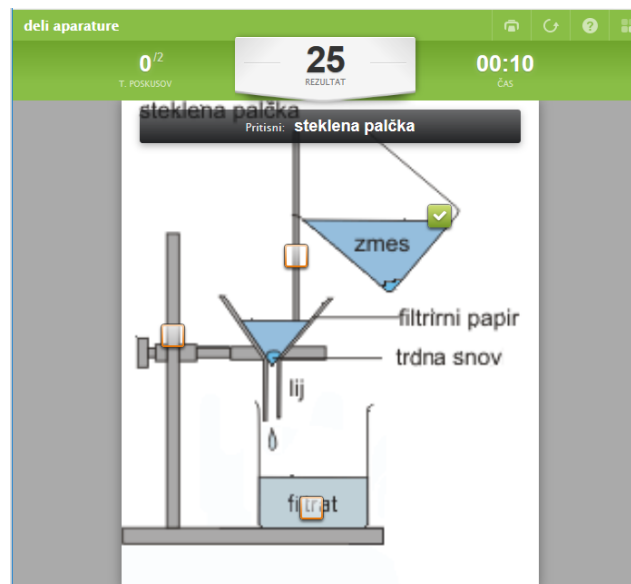 deli aparature
0/2
T. POSKUSOV
25
REZULTAT
00:10
ČAS
steklena palčka
Pritisni: steklena palčka
zmes
filtrirni papir
trdna snov
lij
filtrat